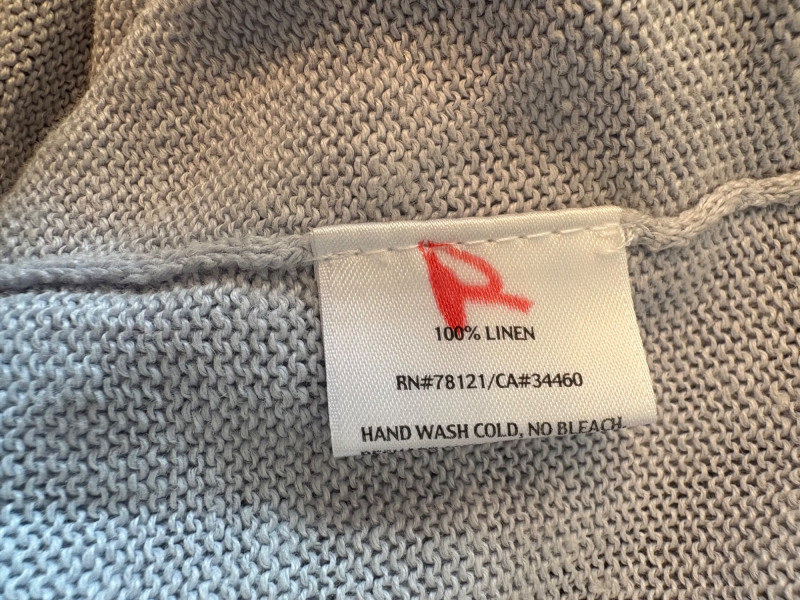 R
100% LINEN
RN#78121/CA#34460
HAND WASH COLD, NO BLEACH.